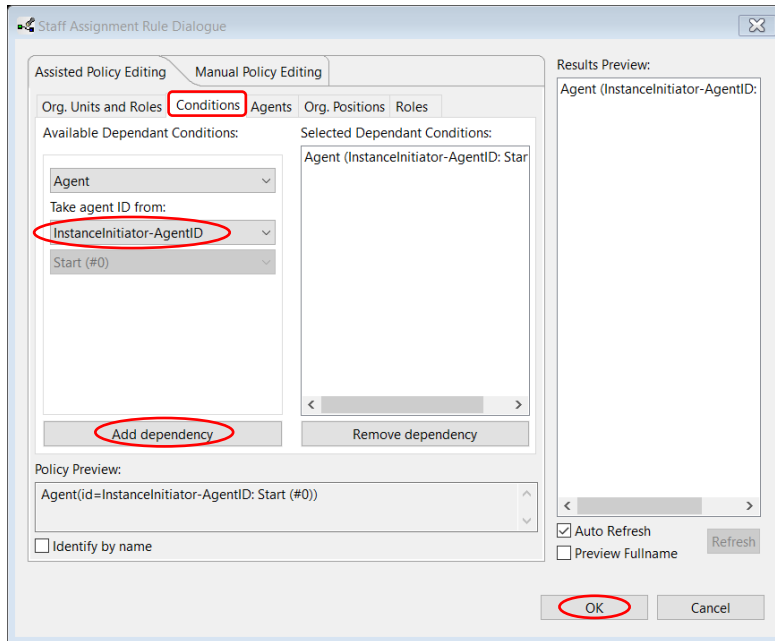 Staff Assignment Rule Dialogue
Assisted Policy Editing
Manual Policy Editing
Org. Units and Roles
Conditions
Agents
Org. Positions
Roles
Available Dependant Conditions:
Agent
Take agent ID from:
InstanceInitiator-AgentID
Start (#0)
Add dependency
Selected Dependant Conditions:
Agent (InstanceInitiator-AgentID: Star
Remove dependency
Policy Preview:
Agent(id=InstanceInitiator-AgentID: Start (#0))
Identify by name
Results Preview:
Agent (InstanceInitiator-AgentID:
Auto Refresh
Preview Fullname
Refresh
OK
Cancel